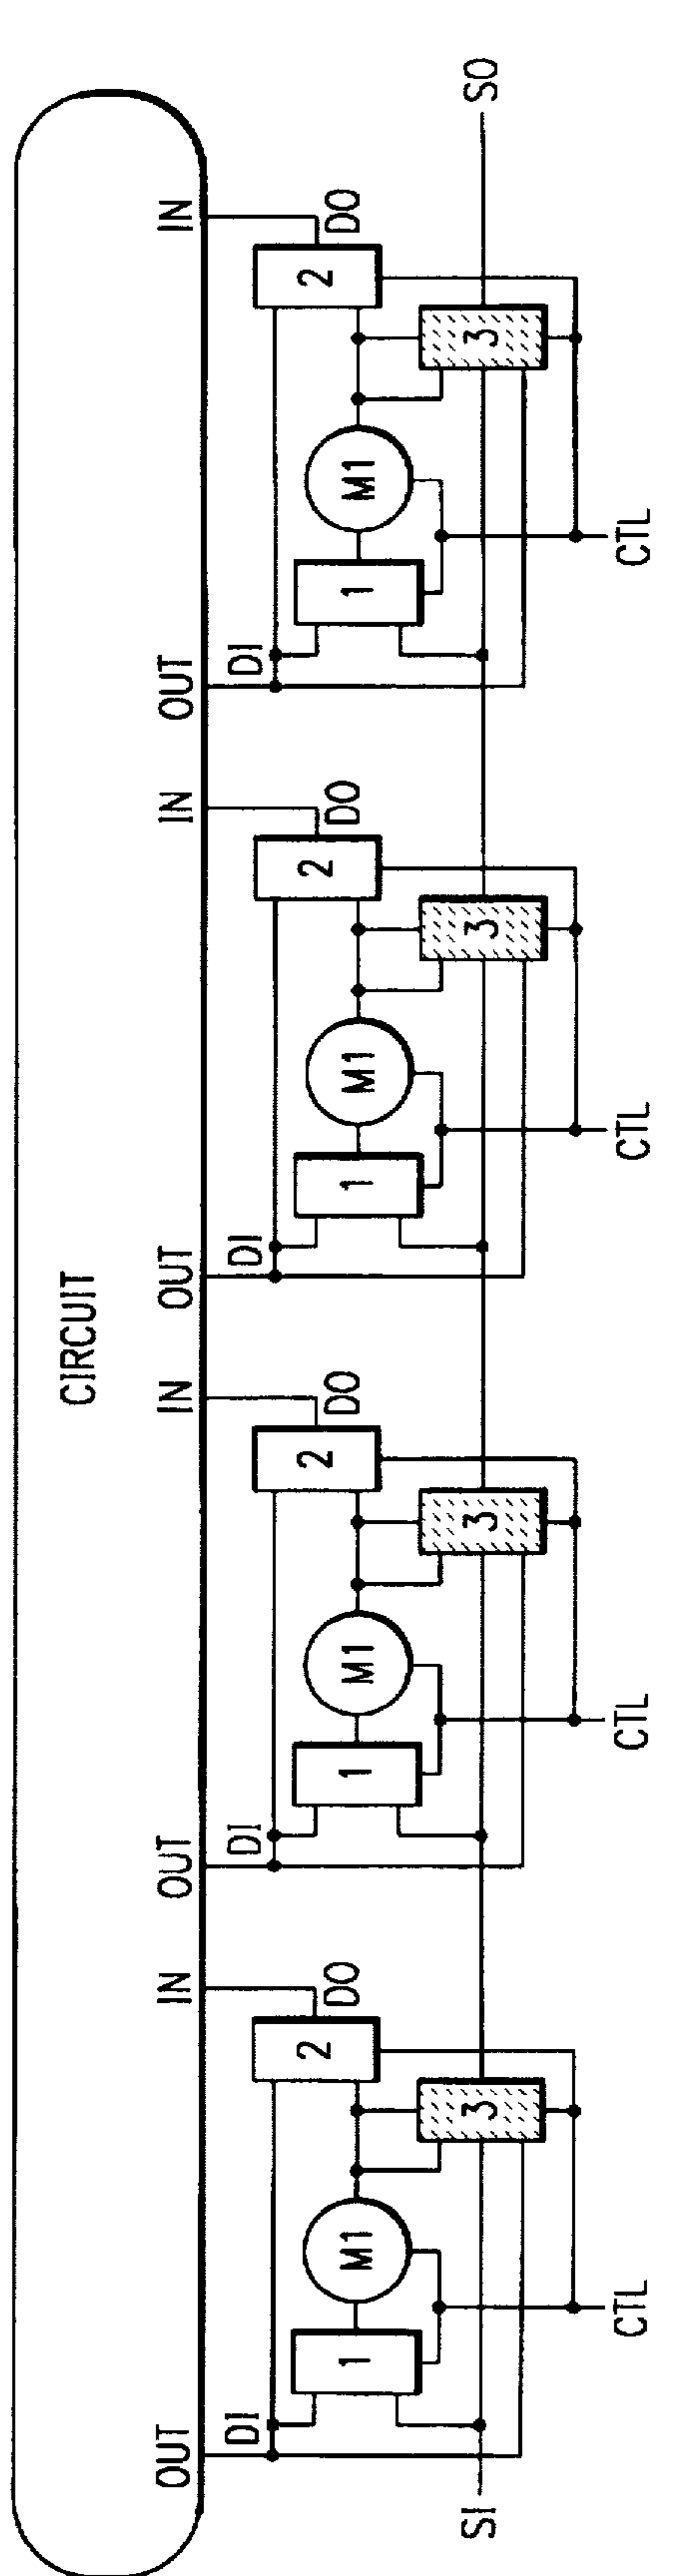 CIRCUIT
OUT IN OUT IN OUT IN OUT IN
DI DO DI DO DI DO DI DO
2 2 2 2
1 M1 1 M1 1 M1 1 M1
SI 3 3 3 3 SO
CTL CTL CTL CTL